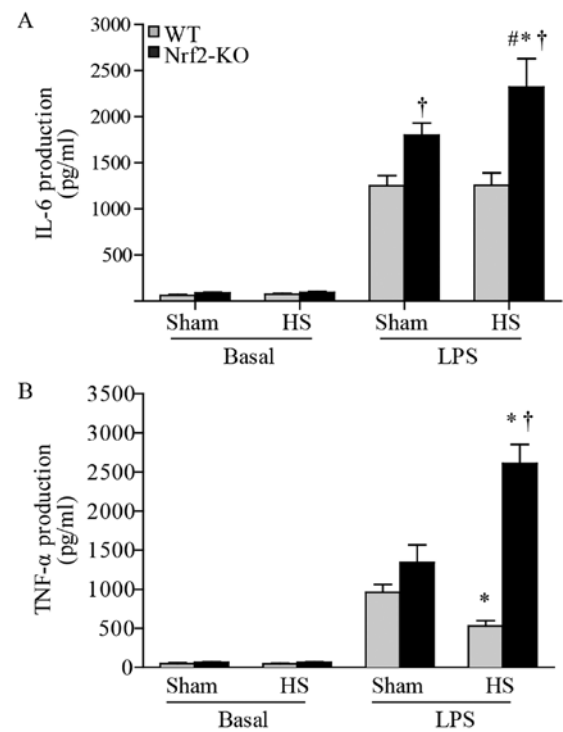 A
WT
Nrf2-KO
IL-6 production
(pg/ml)
3000
2500
2000
1500
1000
500
†
#* †
Sham HS Sham HS
Basal LPS
B
TNF-α production
(pg/ml)
3500
3000
2500
2000
1500
1000
500
0
*
* †
Sham HS Sham HS
Basal LPS